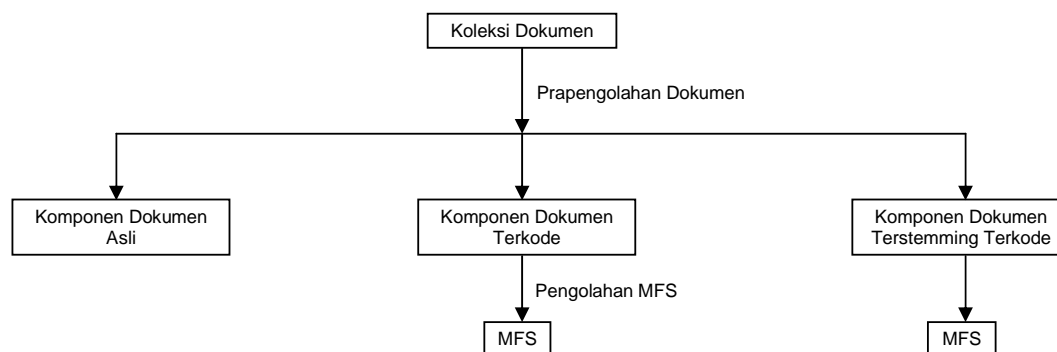 Koleksi Dokumen
Prapengolahan Dokumen
Komponen Dokumen
Asli
Komponen Dokumen
Terkode
Komponen Dokumen
Terstemming Terkode
Pengolahan MFS
MFS
MFS